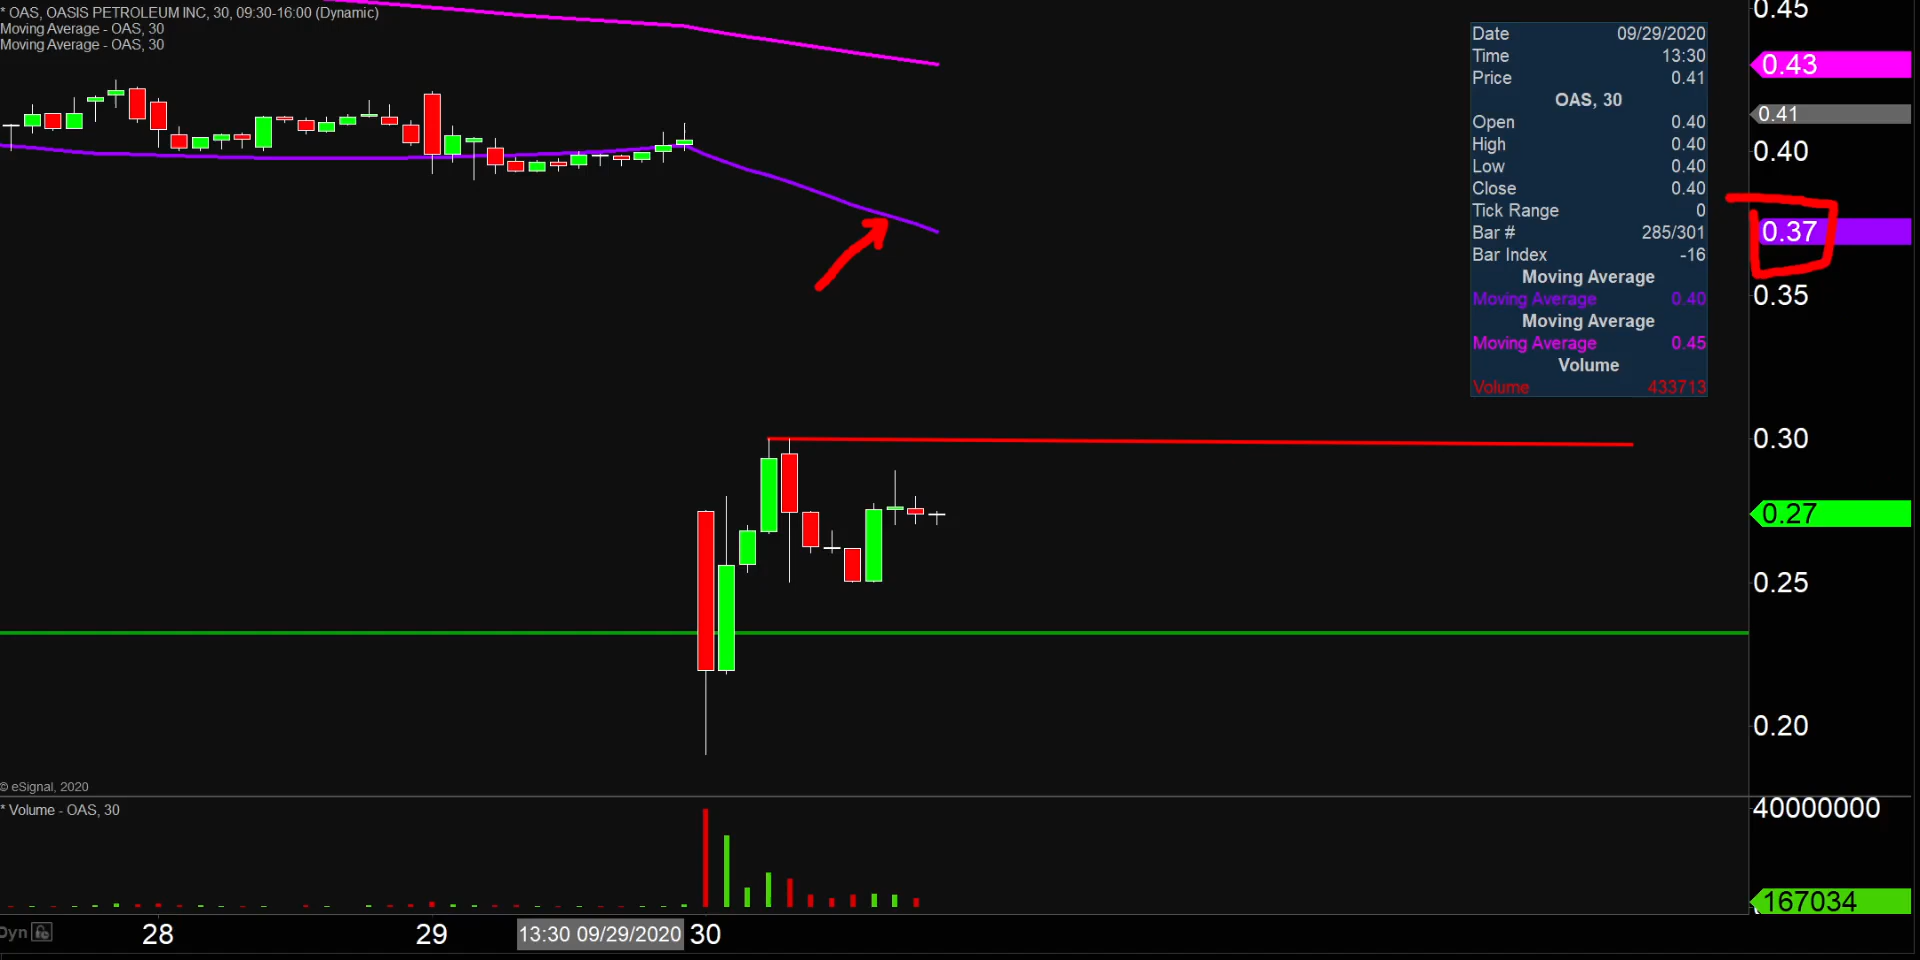 * OAS, OASIS PETROLEUM INC, 30, 09:30-16:00 (Dynamic)
Moving Average - OAS, 30
Moving Average - OAS, 30
Date 09/29/2020
Time 13:30
Price 0.41
OAS, 30
Open 0.40
High 0.40
Low 0.40
Close 0.40
Tick Range 0
Bar # 285/301
Bar Index -16
Moving Average
Moving Average 0.40
Moving Average
Moving Average 0.45
Volume
Volume 433713
0.45
0.43
0.41
0.40
0.37
0.35
0.30
0.27
0.25
0.20
© eSignal, 2020
* Volume - OAS, 30
40000000
167034
Dyn
28
29
13:30 09/29/2020
30